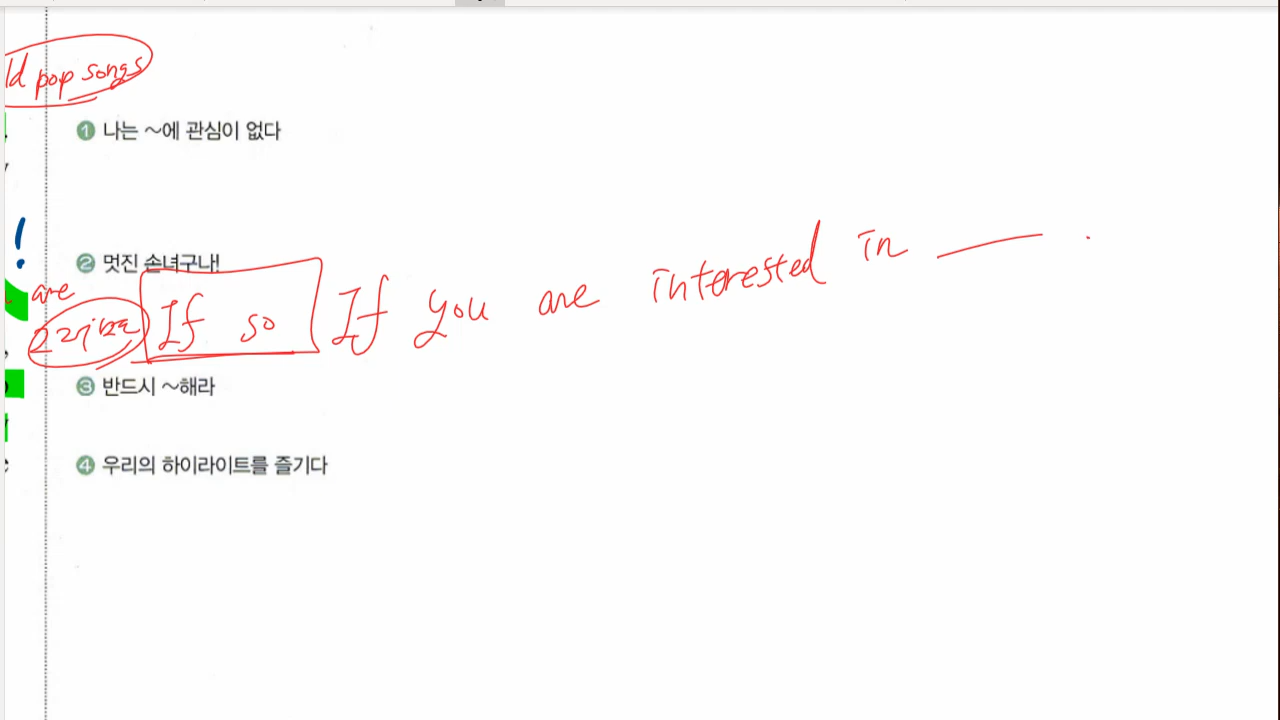 ld pop songs
① 나는 ~에 관심이 없다
② 멋진 손녀구나!
are
If so If you are interested in
③ 반드시 ~해라
④ 우리의 하이라이트를 즐기다